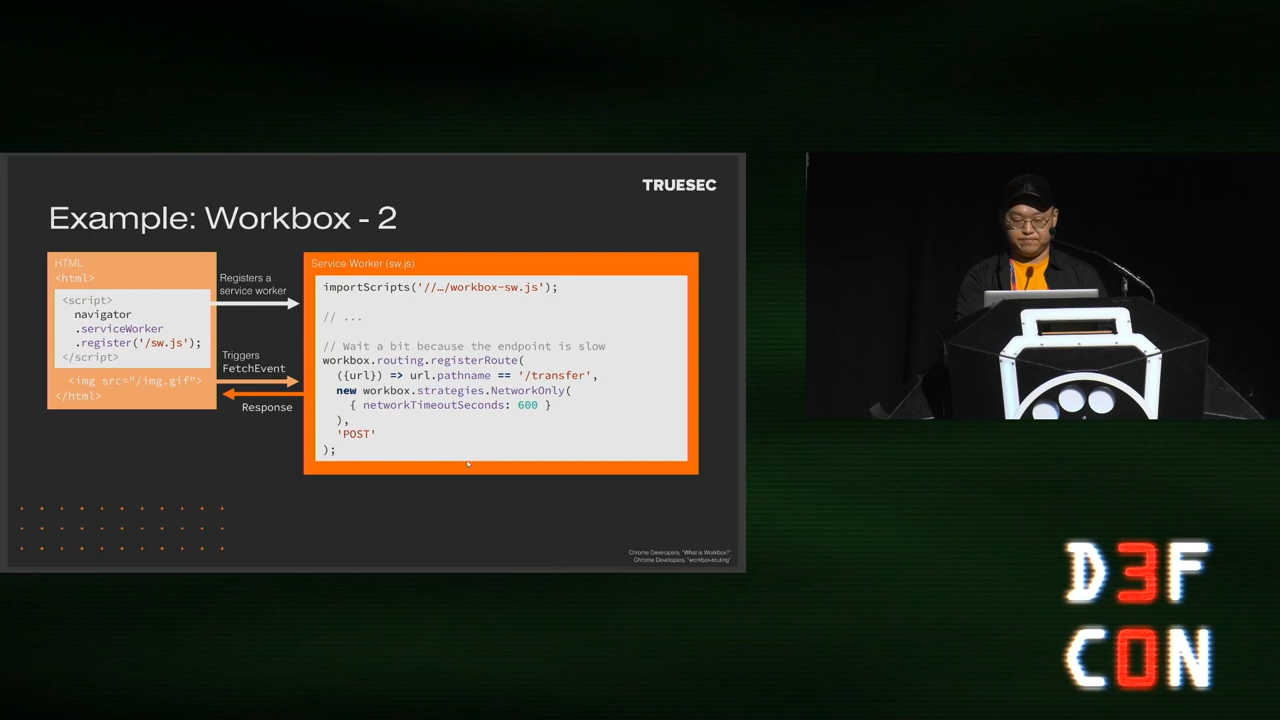 TRUESEC
Example: Workbox - 2
HTML
<html>
<script>
navigator
.serviceWorker
.register('/sw.js');
</script>
<img src="/img.gif">
</html>
Registers a
service worker
Triggers
FetchEvent
Response
Service Worker (sw.js)
importScripts('//…/workbox-sw.js');
// ...
// Wait a bit because the endpoint is slow
workbox.routing.registerRoute(
({url}) => url.pathname == '/transfer',
new workbox.strategies.NetworkOnly(
{ networkTimeoutSeconds: 600 }
),
'POST'
);
Chrome Developers, "What is Workbox?"
Chrome Developers, "workbox-routing"
D3F
C0N